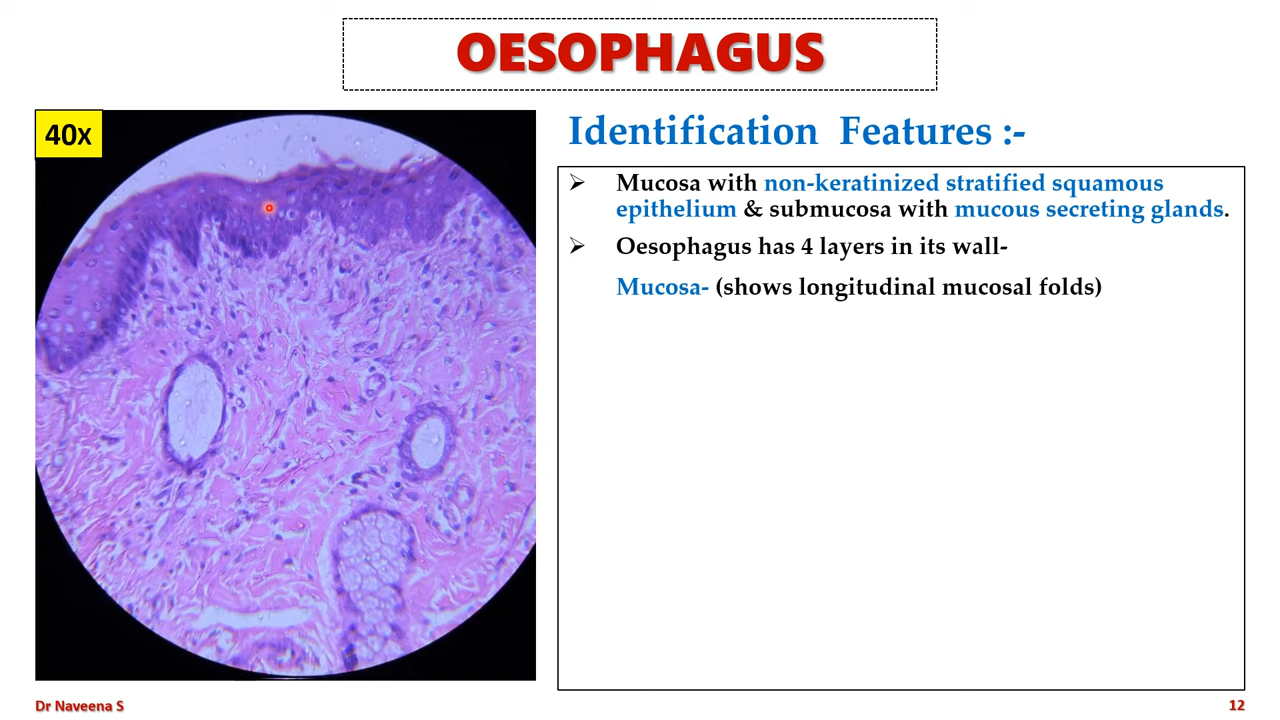 OESOPHAGUS
40X
Identification Features :-
➢ Mucosa with non-keratinized stratified squamous
epithelium & submucosa with mucous secreting glands.
➢ Oesophagus has 4 layers in its wall-
Mucosa- (shows longitudinal mucosal folds)
Dr Naveena S
12